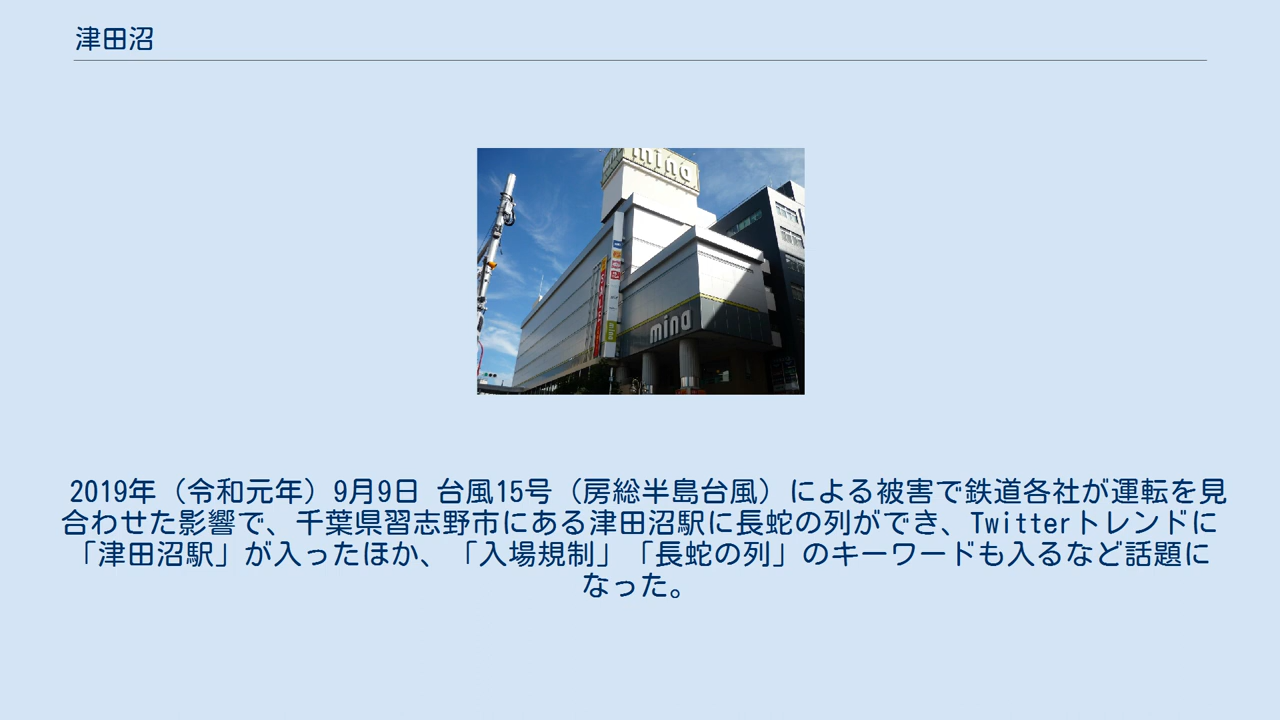 津田沼
mina
mina
2019年（令和元年）9月9日 台風15号（房総半島台風）による被害で鉄道各社が運転を見
合わせた影響で、千葉県習志野市にある津田沼駅に長蛇の列ができ、Twitterトレンドに
「津田沼駅」が入ったほか、「入場規制」「長蛇の列」のキーワードも入るなど話題に
なった。